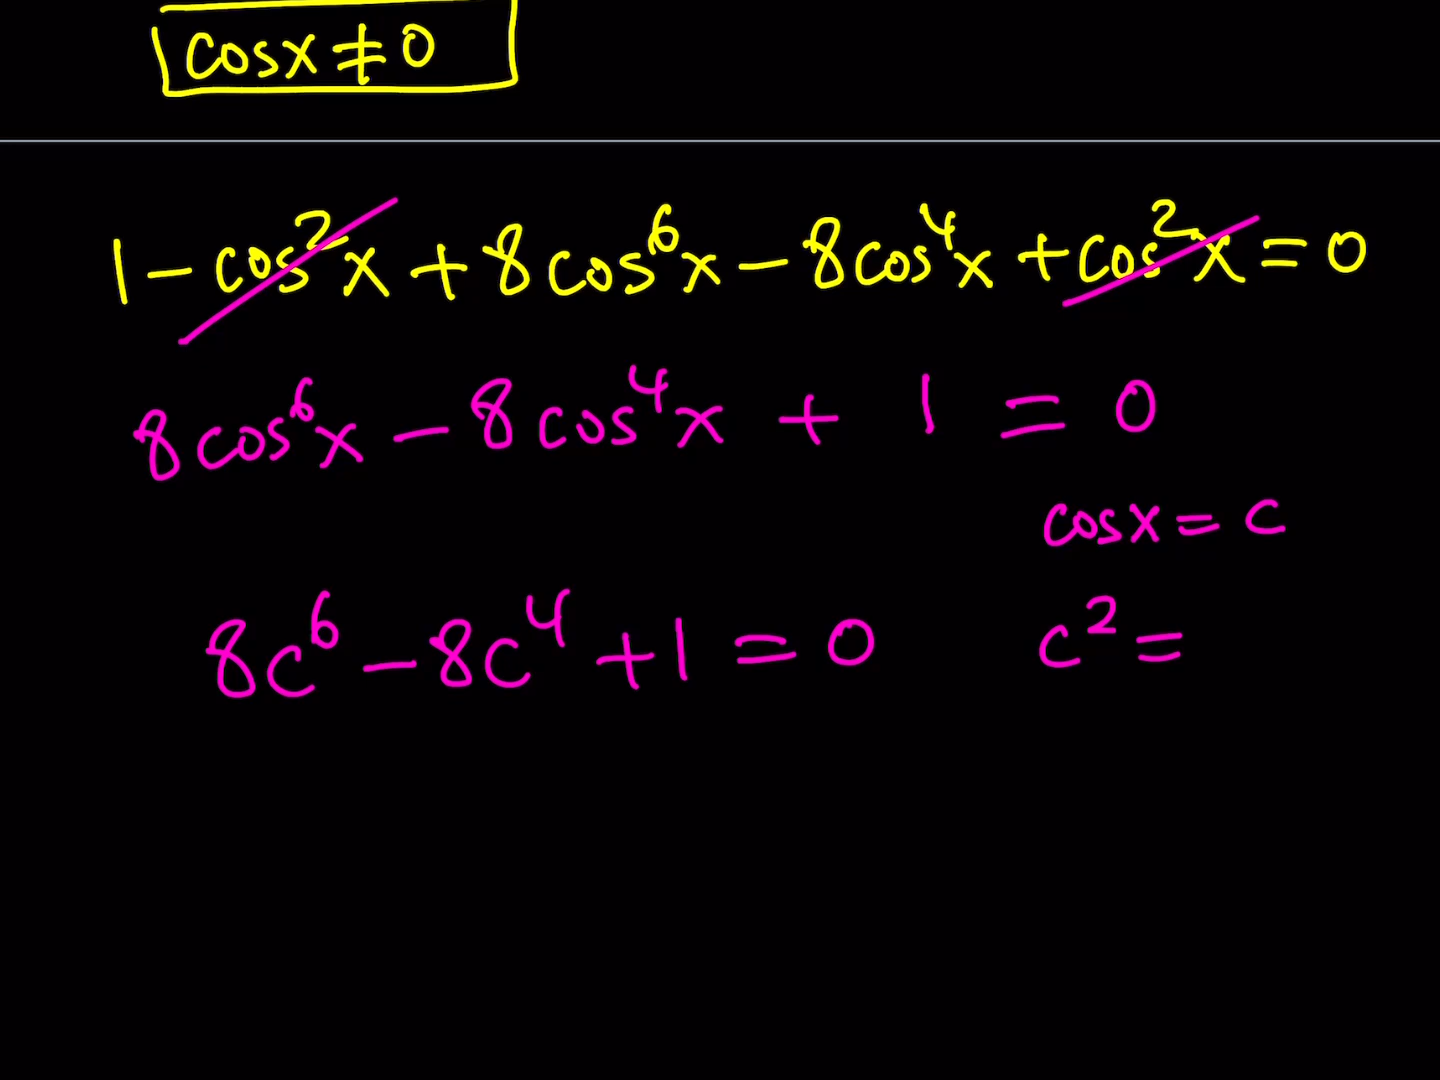 cosx ≠ 0
1 - cos²x + 8cos⁶x - 8cos⁴x + cos²x = 0
8cos⁶x - 8cos⁴x + 1 = 0
cosx = c
8c⁶ - 8c⁴ + 1 = 0 c² =